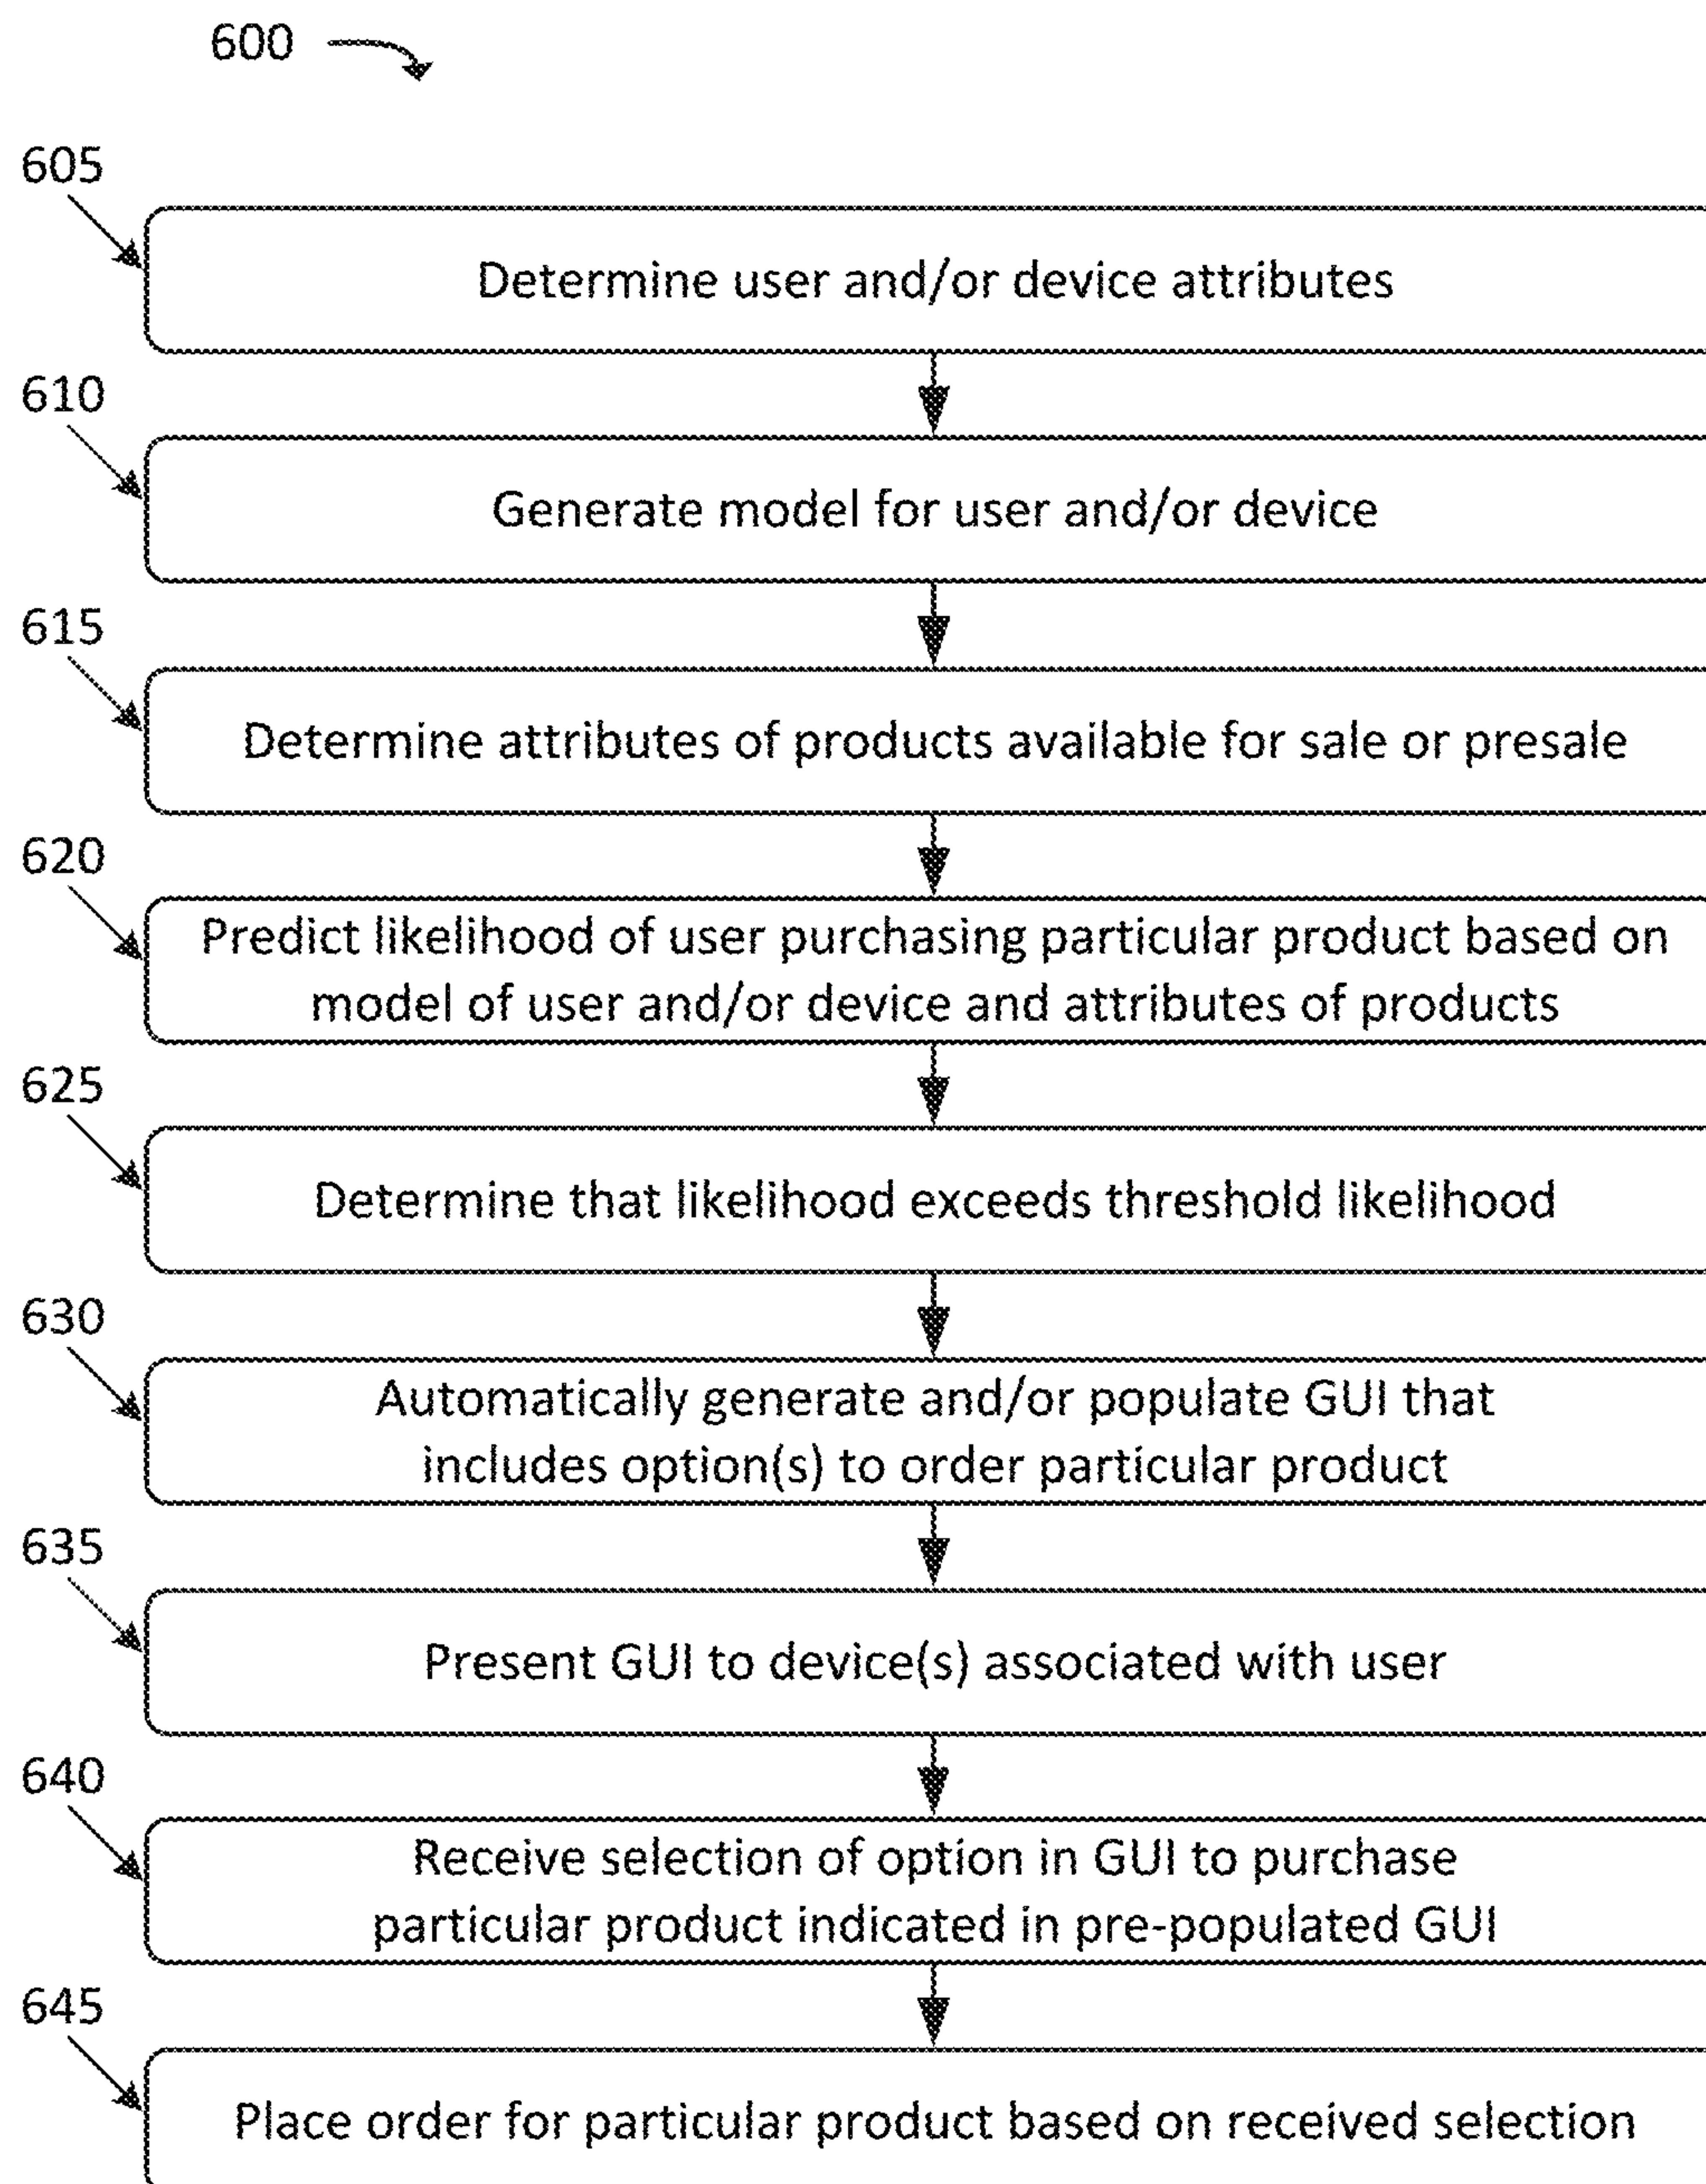 600
605
Determine user and/or device attributes
610
Generate model for user and/or device
615
Determine attributes of products available for sale or presale
620
Predict likelihood of user purchasing particular product based on
model of user and/or device and attributes of products
625
Determine that likelihood exceeds threshold likelihood
630
Automatically generate and/or populate GUI that
includes option(s) to order particular product
635
Present GUI to device(s) associated with user
640
Receive selection of option in GUI to purchase
particular product indicated in pre-populated GUI
645
Place order for particular product based on received selection